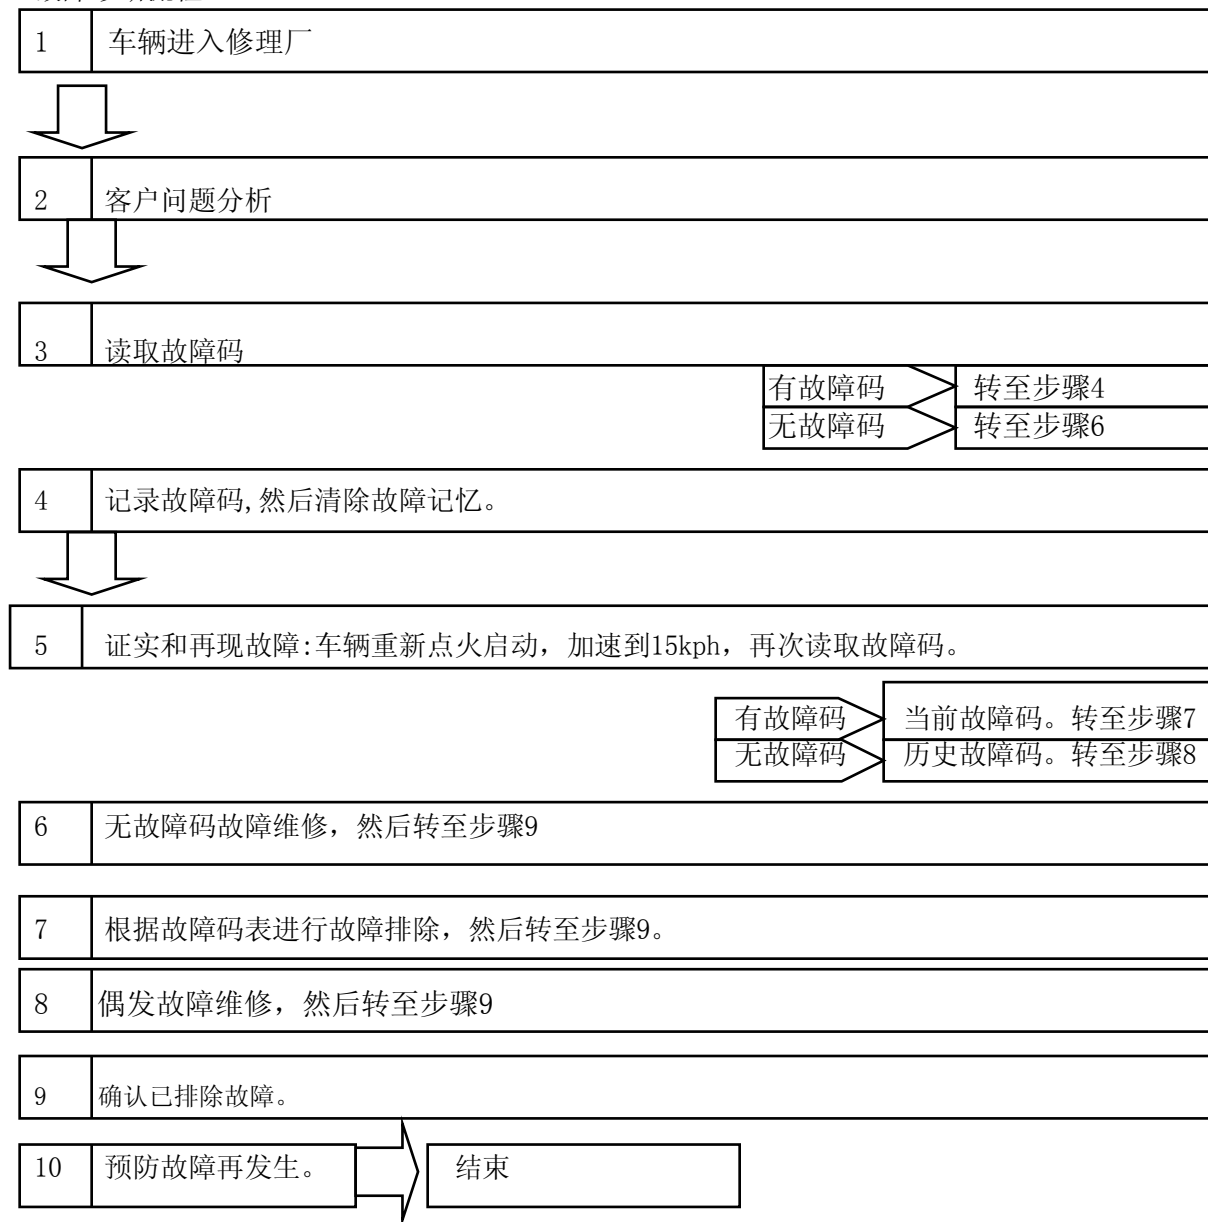 1 车辆进入修理厂
2 客户问题分析
3 读取故障码
有故障码 转至步骤4
无故障码 转至步骤6
4 记录故障码,然后清除故障记忆。
5 证实和再现故障:车辆重新点火启动，加速到15kph，再次读取故障码。
有故障码 当前故障码。转至步骤7
无故障码 历史故障码。转至步骤8
6 无故障码故障维修，然后转至步骤9
7 根据故障码表进行故障排除，然后转至步骤9。
8 偶发故障维修，然后转至步骤9
9 确认已排除故障。
10 预防故障再发生。 结束